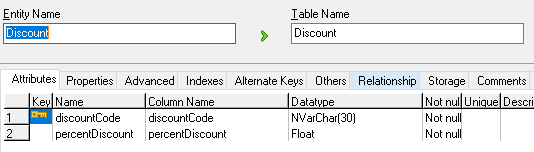 Entity Name Table Name
Discount Discount
Attributes Properties Advanced Indexes Alternate Keys Others Relationship Storage Comments
Key Name Column Name Datatype Not nul Unique Descri
1 discountCode discountCode NVarChar(30) Not null
2 percentDiscount percentDiscount Float Not null